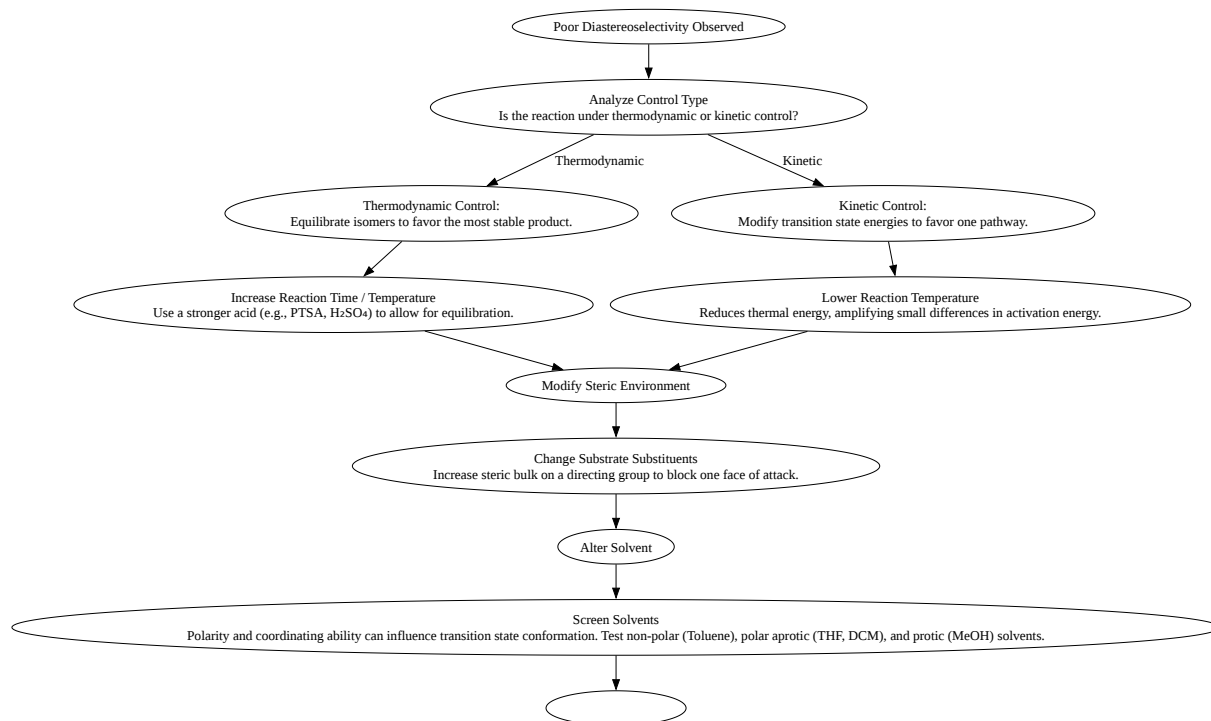 Poor Diastereoselectivity Observed
Analyze Control Type
Is the reaction under thermodynamic or kinetic control?
Thermodynamic
Kinetic
Thermodynamic Control:
Equilibrate isomers to favor the most stable product.
Kinetic Control:
Modify transition state energies to favor one pathway.
Increase Reaction Time / Temperature
Use a stronger acid (e.g., PTSA, H₂SO₄) to allow for equilibration.
Lower Reaction Temperature
Reduces thermal energy, amplifying small differences in activation energy.
Modify Steric Environment
Change Substrate Substituents
Increase steric bulk on a directing group to block one face of attack.
Alter Solvent
Screen Solvents
Polarity and coordinating ability can influence transition state conformation. Test non-polar (Toluene), polar aprotic (THF, DCM), and protic (MeOH) solvents.